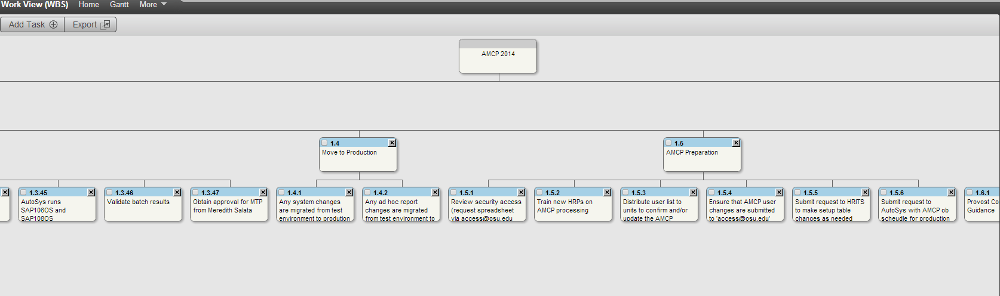 Work View (WBS) Home Gantt More
Add Task Export
AMCP 2014
1.4
Move to Production
1.5
AMCP Preparation
1.3.45
AutoSys runs
SAP106OS and
SAP108OS
1.3.46
Validate batch results
1.3.47
Obtain approval for MTP
from Meredith Salata
1.4.1
Any system changes
are migrated from test
environment to prodution
1.4.2
Any ad hoc report
changes are migrated
from test environment to
1.5.1
Review security access
(request spreadsheet
via access@osu.edu
1.5.2
Train new HRPs on
AMCP processing
1.5.3
Distribute user list to
units to confirm and/or
update the AMCP
1.5.4
Ensure that AMCP user
changes are submitted
to 'access@osu.edu'
1.5.5
Submit request to HRITS
to make setup table
changes as needed
1.5.6
Submit request to
AutoSys with AMCP ob
scheudle for production
1.6.1
Provost Co
Guidance